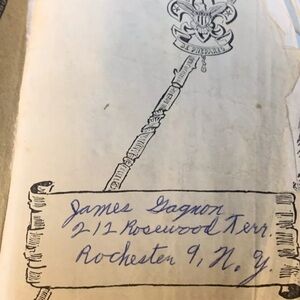 BE PREPARED
James Gagnon
212 Rosewood Terr.
Rochester 9, N. Y.